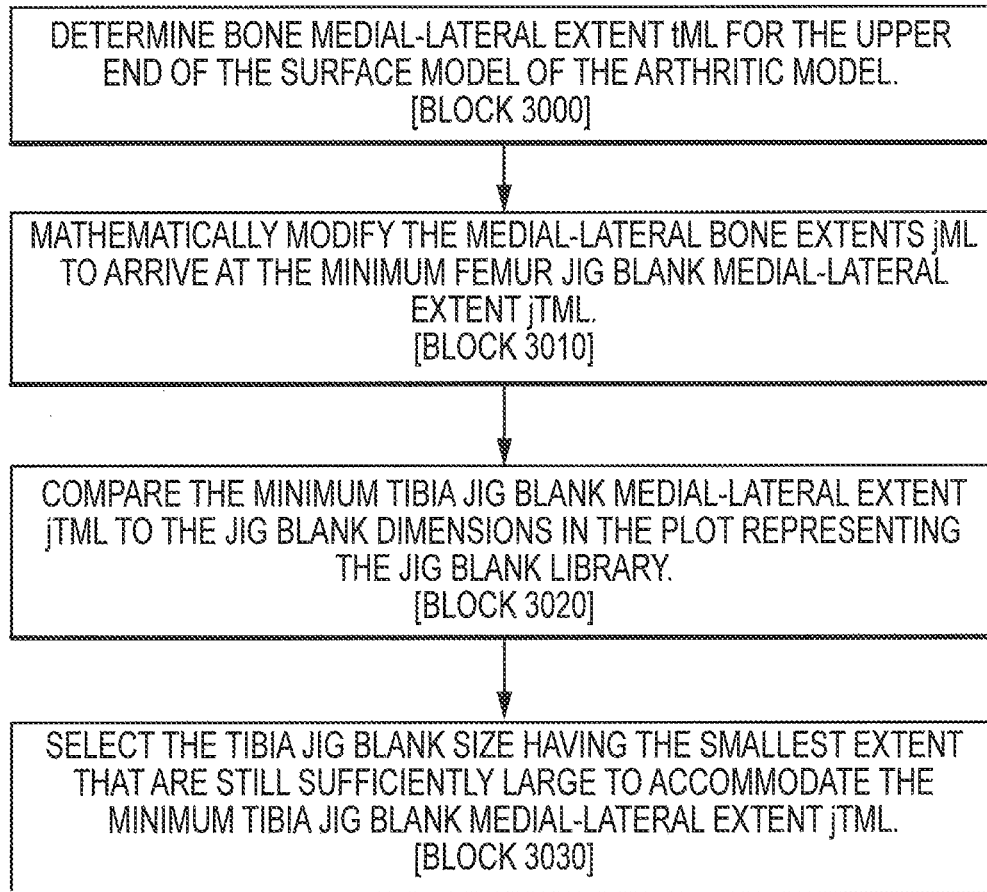 DETERMINE BONE MEDIAL-LATERAL EXTENT tML FOR THE UPPER
END OF THE SURFACE MODEL OF THE ARTHRITIC MODEL.
[BLOCK 3000]
MATHEMATICALLY MODIFY THE MEDIAL-LATERAL BONE EXTENTS jML
TO ARRIVE AT THE MINIMUM FEMUR JIG BLANK MEDIAL-LATERAL
EXTENT jTML.
[BLOCK 3010]
COMPARE THE MINIMUM TIBIA JIG BLANK MEDIAL-LATERAL EXTENT
jTML TO THE JIG BLANK DIMENSIONS IN THE PLOT REPRESENTING
THE JIG BLANK LIBRARY.
[BLOCK 3020]
SELECT THE TIBIA JIG BLANK SIZE HAVING THE SMALLEST EXTENT
THAT ARE STILL SUFFICIENTLY LARGE TO ACCOMMODATE THE
MINIMUM TIBIA JIG BLANK MEDIAL-LATERAL EXTENT jTML.
[BLOCK 3030]